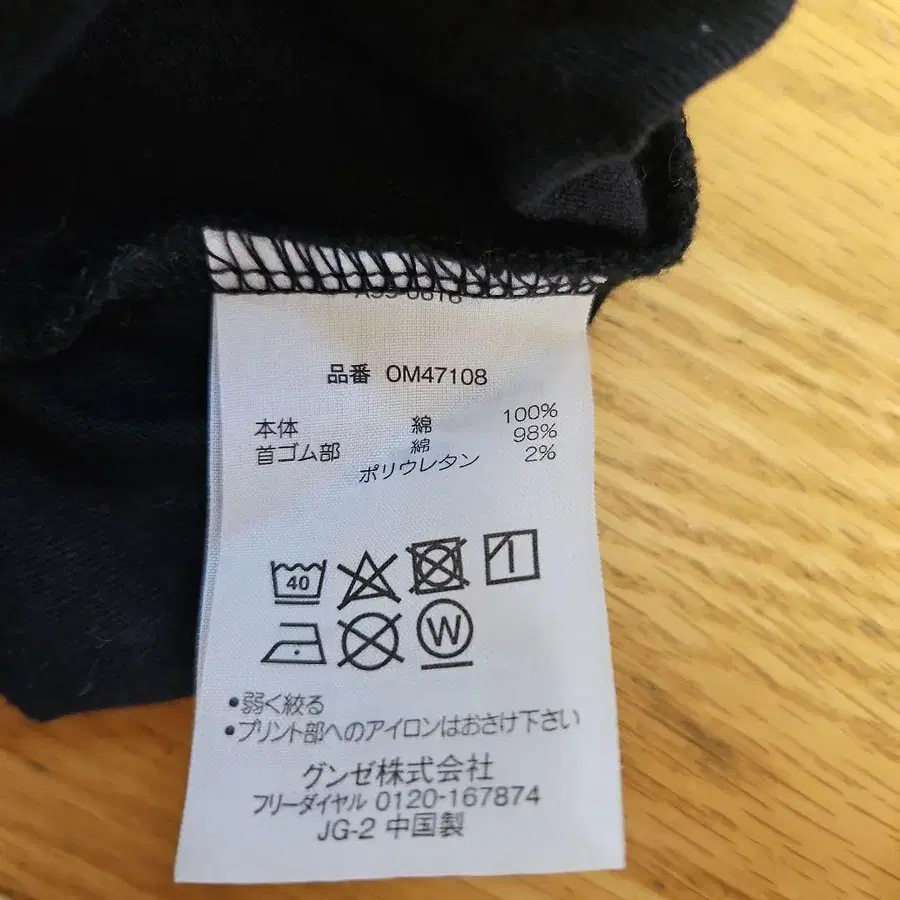 品番 OM47108
本体 綿 100%
首ゴム部 綿 98%
ポリウレタン 2%
40
W
•弱く絞る
•プリント部へのアイロンはおさけ下さい
グンゼ株式会社
フリーダイヤル 0120-167874
JG-2 中国製